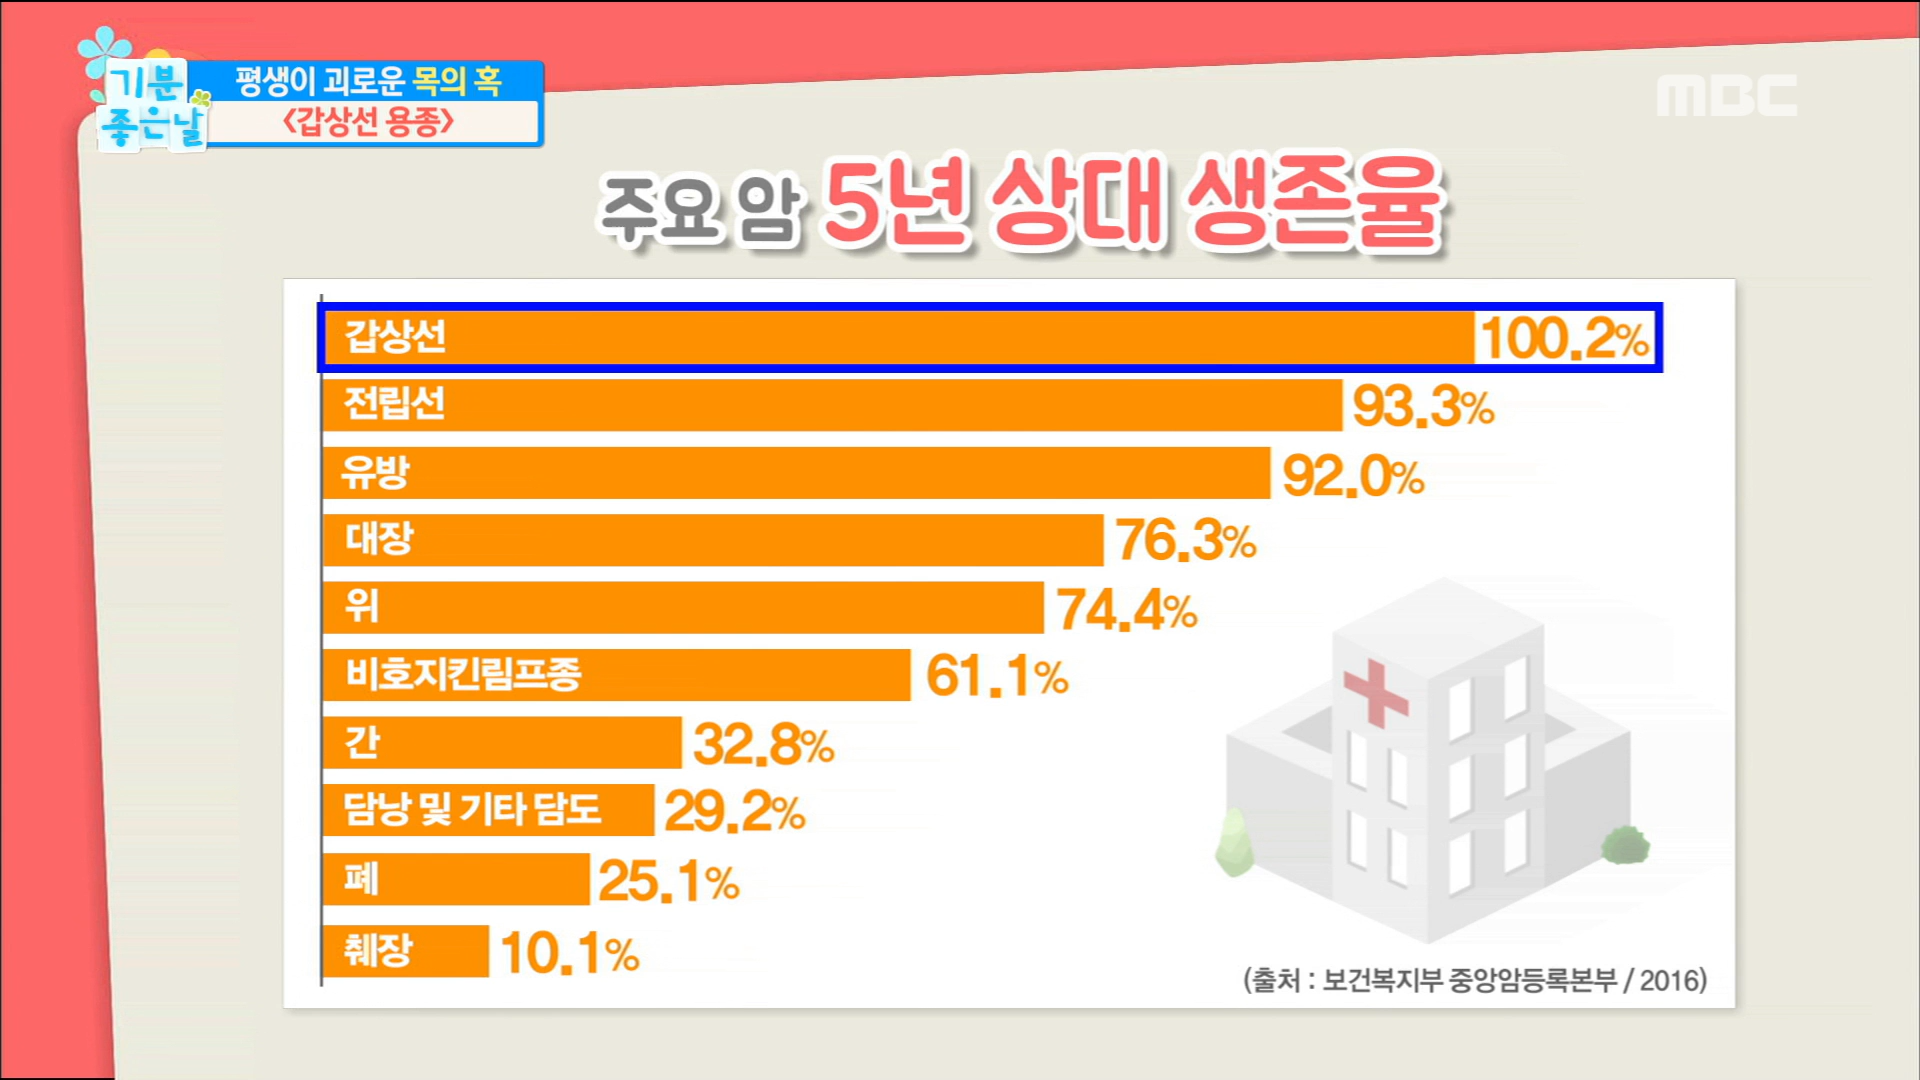 기분
좋은날
평생이 괴로운 목의 혹
<갑상선 용종>
MBC
주요 암 5년 상대 생존율
갑상선 100.2%
전립선 93.3%
유방 92.0%
대장 76.3%
위 74.4%
비호지킨림프종 61.1%
간 32.8%
담낭 및 기타 담도 29.2%
폐 25.1%
췌장 10.1%
(출처 : 보건복지부 중앙암등록본부 / 2016)